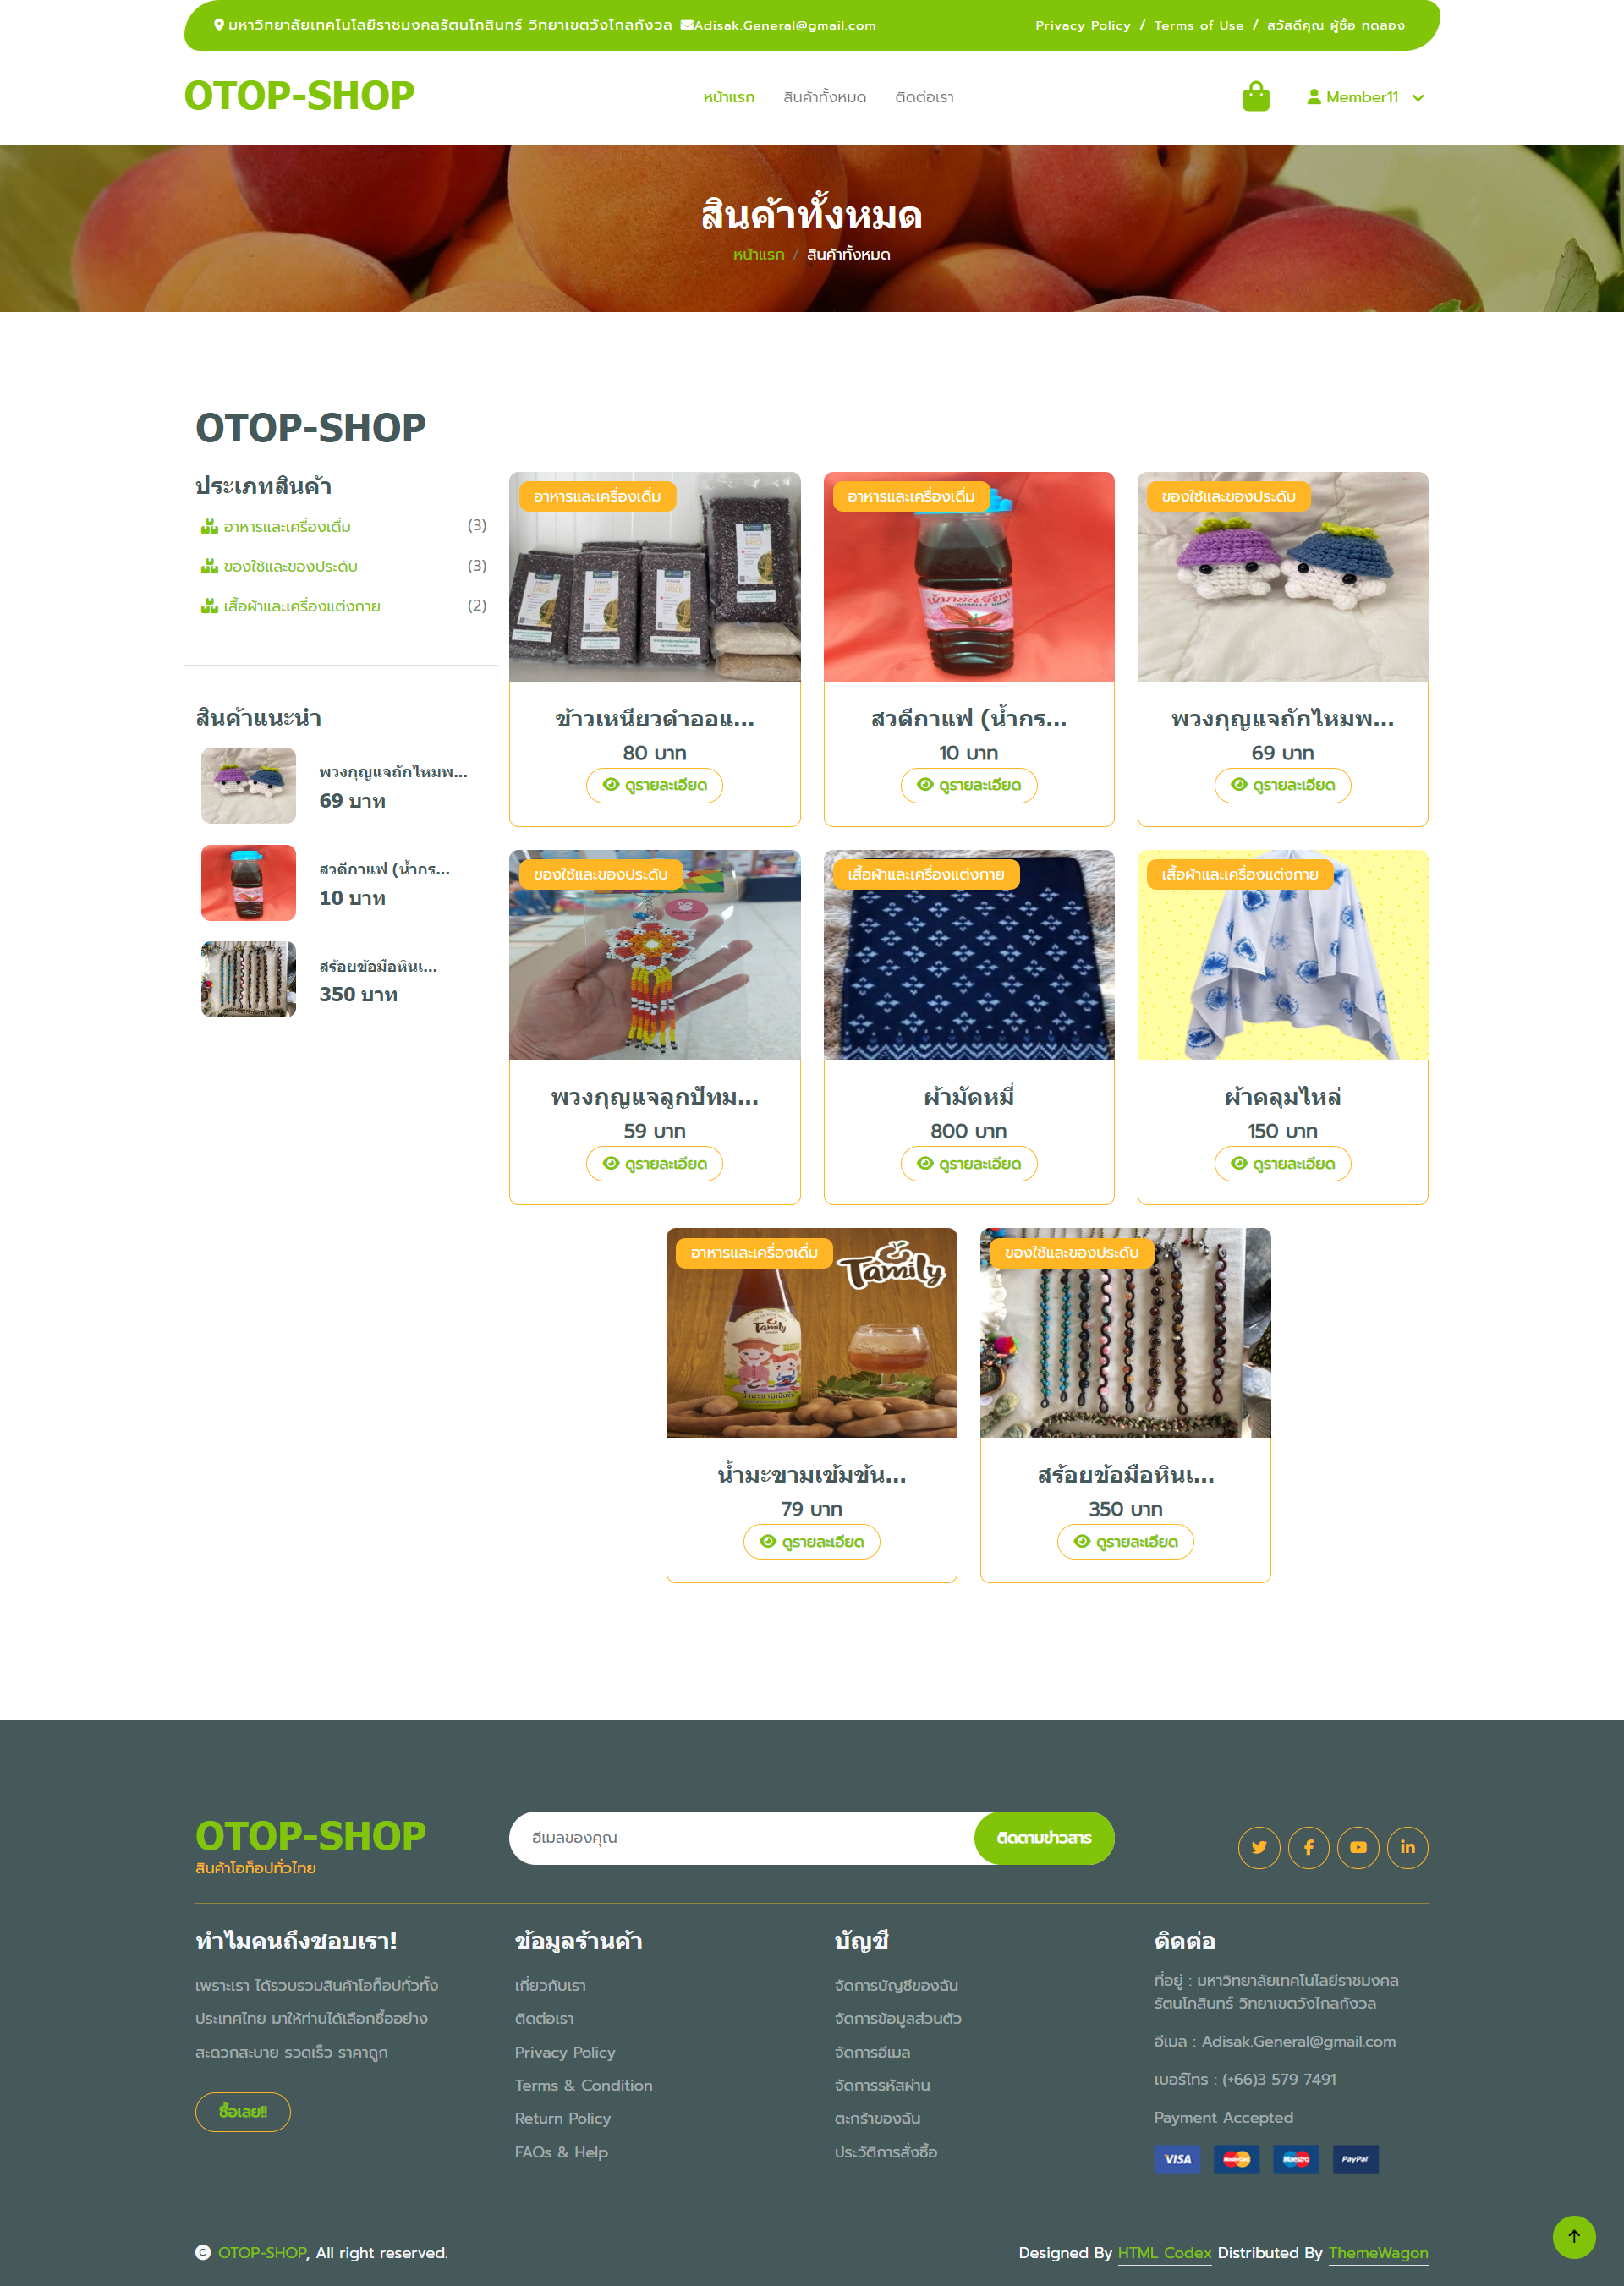 มหาวิทยาลัยเทคโนโลยีราชมงคลรัตนโกสินทร์ วิทยาเขตวังไกลกังวล Adisak.General@gmail.com
Privacy Policy / Terms of Use / สวัสดีคุณ ผู้ซื้อ ทดลอง
OTOP-SHOP
หน้าแรก สินค้าทั้งหมด ติดต่อเรา
Member11
สินค้าทั้งหมด
หน้าแรก / สินค้าทั้งหมด
OTOP-SHOP
ประเภทสินค้า
อาหารและเครื่องเดื่ม (3)
ของใช้และของประดับ (3)
เสื้อผ้าและเครื่องแต่งกาย (2)
สินค้าแนะนำ
พวงกุญแจถักไหมพ...
69 บาท
สวดีกาแฟ (น้ำกร...
10 บาท
สร้อยข้อมือหินเ...
350 บาท
อาหารและเครื่องเดื่ม
ข้าวเหนียวดำออแ...
80 บาท
ดูรายละเอียด
อาหารและเครื่องเดื่ม
สวดีกาแฟ (น้ำกร...
10 บาท
ดูรายละเอียด
ของใช้และของประดับ
พวงกุญแจถักไหมพ...
69 บาท
ดูรายละเอียด
ของใช้และของประดับ
พวงกุญแจลูกปัทม...
59 บาท
ดูรายละเอียด
เสื้อผ้าและเครื่องแต่งกาย
ผ้ามัดหมี่
800 บาท
ดูรายละเอียด
เสื้อผ้าและเครื่องแต่งกาย
ผ้าคลุมไหล่
150 บาท
ดูรายละเอียด
อาหารและเครื่องเดื่ม
Tamily
Tamily
น้ำมะขามเข้มข้น...
79 บาท
ดูรายละเอียด
ของใช้และของประดับ
สร้อยข้อมือหินเ...
350 บาท
ดูรายละเอียด
OTOP-SHOP
สินค้าโอท็อปทั่วไทย
อีเมลของคุณ
ติดตามข่าวสาร
ทำไมคนถึงชอบเรา!
เพราะเรา ได้รวบรวมสินค้าโอท็อปทั่วทั้ง
ประเทศไทย มาให้ท่านได้เลือกซื้ออย่าง
สะดวกสะบาย รวดเร็ว ราคาถูก
ซื้อเลย!!
ข้อมูลร้านค้า
เกี่ยวกับเรา
ติดต่อเรา
Privacy Policy
Terms & Condition
Return Policy
FAQs & Help
บัญชี
จัดการบัญชีของฉัน
จัดการข้อมูลส่วนตัว
จัดการอีเมล
จัดการรหัสผ่าน
ตะกร้าของฉัน
ประวัติการสั่งซื้อ
ติดต่อ
ที่อยู่ : มหาวิทยาลัยเทคโนโลยีราชมงคล
รัตนโกสินทร์ วิทยาเขตวังไกลกังวล
อีเมล : Adisak.General@gmail.com
เบอร์โทร : (+66)3 579 7491
Payment Accepted
VISA MasterCard Maestro PayPal
OTOP-SHOP, All right reserved.
Designed By HTML Codex Distributed By ThemeWagon